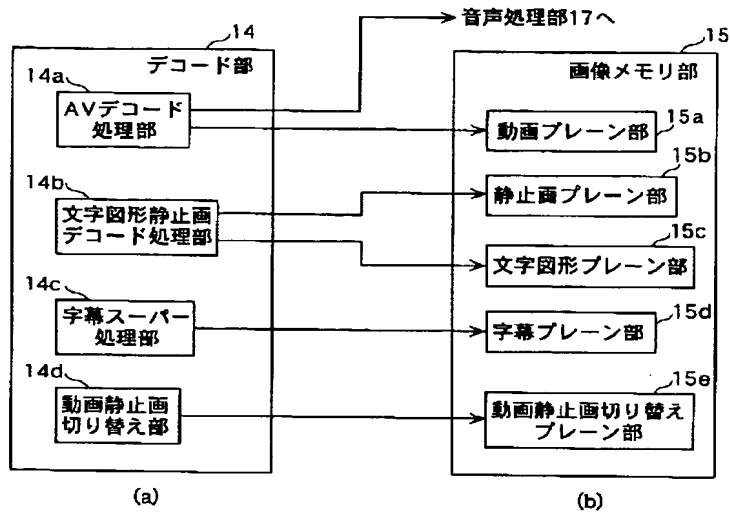 音声処理部17へ
14
デコード部
14a
AVデコード
処理部
14b
文字図形静止画
デコード処理部
14c
字幕スーパー
処理部
14d
動画静止画
切り替え部
(a)
15
画像メモリ部
動画プレーン部
15a
15b
静止画プレーン部
15c
文字図形プレーン部
15d
字幕プレーン部
15e
動画静止画切り替え
プレーン部
(b)